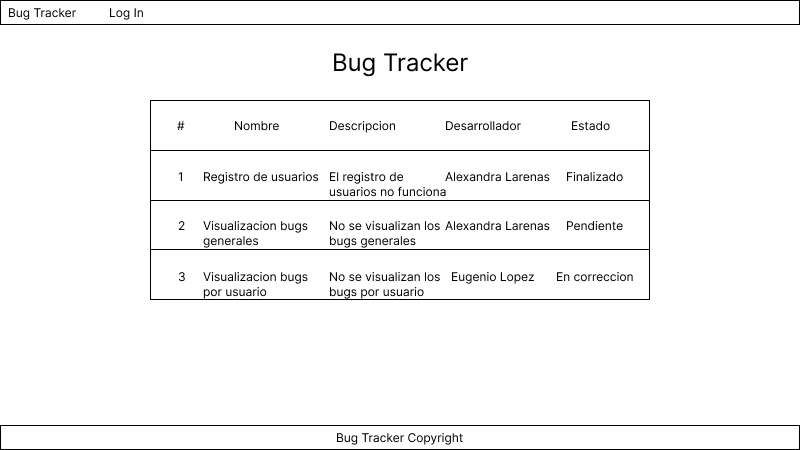 Bug Tracker Log In
Bug Tracker
# Nombre Descripcion Desarrollador Estado
1 Registro de usuarios El registro de Alexandra Larenas Finalizado
usuarios no funciona
2 Visualizacion bugs No se visualizan los Alexandra Larenas Pendiente
generales bugs generales
3 Visualizacion bugs No se visualizan los Eugenio Lopez En correccion
por usuario bugs por usuario
Bug Tracker Copyright